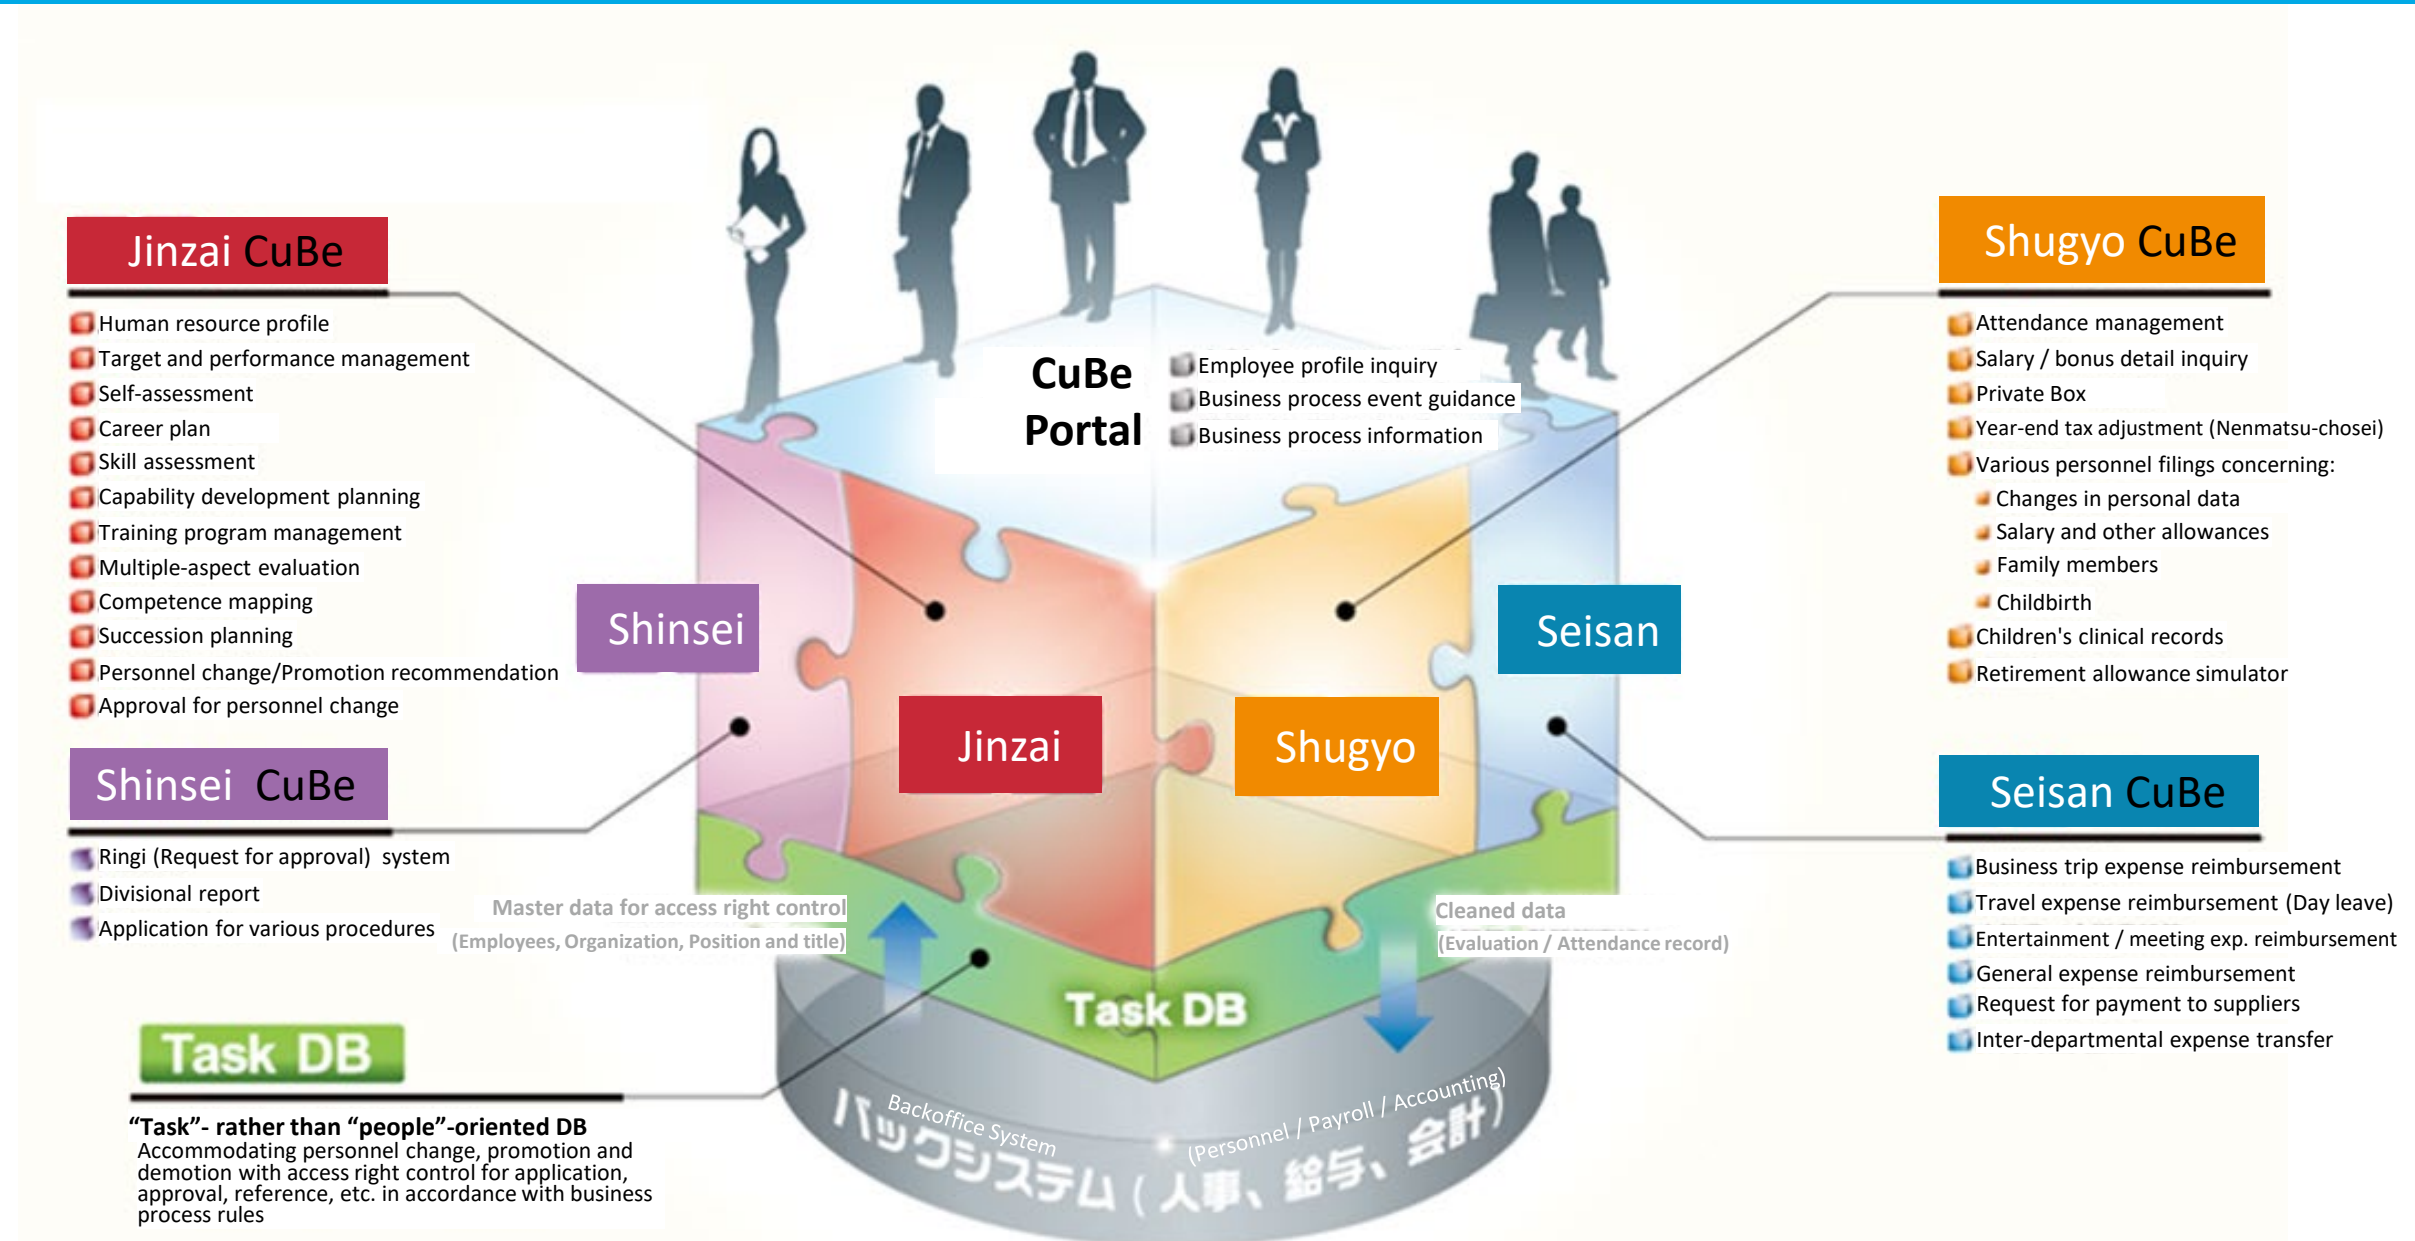 Jinzai CuBe
Human resource profile
Target and performance management
Self-assessment
Career plan
Skill assessment
Capability development planning
Training program management
Multiple-aspect evaluation
Competence mapping
Succession planning
Personnel change/Promotion recommendation
Approval for personnel change
Shinsei CuBe
Ringi (Request for approval) system
Divisional report
Application for various procedures
Task DB
“Task”- rather than “people”-oriented DB
Accommodating personnel change, promotion and
demotion with access right control for application,
approval, reference, etc. in accordance with business
process rules
CuBe
Portal
Employee profile inquiry
Business process event guidance
Business process information
Shinsei
Jinzai
Shugyo
Seisan
Master data for access right control
(Employees, Organization, Position and title)
Cleaned data
(Evaluation / Attendance record)
Task DB
Backoffice System
(Personnel / Payroll / Accounting)
バックシステム（人事、給与、会計）
Shugyo CuBe
Attendance management
Salary / bonus detail inquiry
Private Box
Year-end tax adjustment (Nenmatsu-chosei)
Various personnel filings concerning:
Changes in personal data
Salary and other allowances
Family members
Childbirth
Children's clinical records
Retirement allowance simulator
Seisan CuBe
Business trip expense reimbursement
Travel expense reimbursement (Day leave)
Entertainment / meeting exp. reimbursement
General expense reimbursement
Request for payment to suppliers
Inter-departmental expense transfer